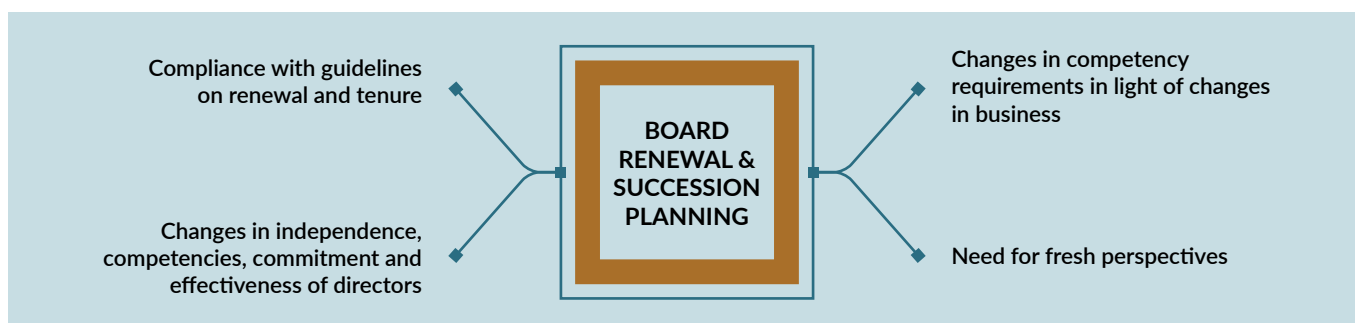 Compliance with guidelines
on renewal and tenure
Changes in independence,
competencies, commitment and
effectiveness of directors
BOARD
RENEWAL &
SUCCESSION
PLANNING
Changes in competency
requirements in light of changes
in business
Need for fresh perspectives